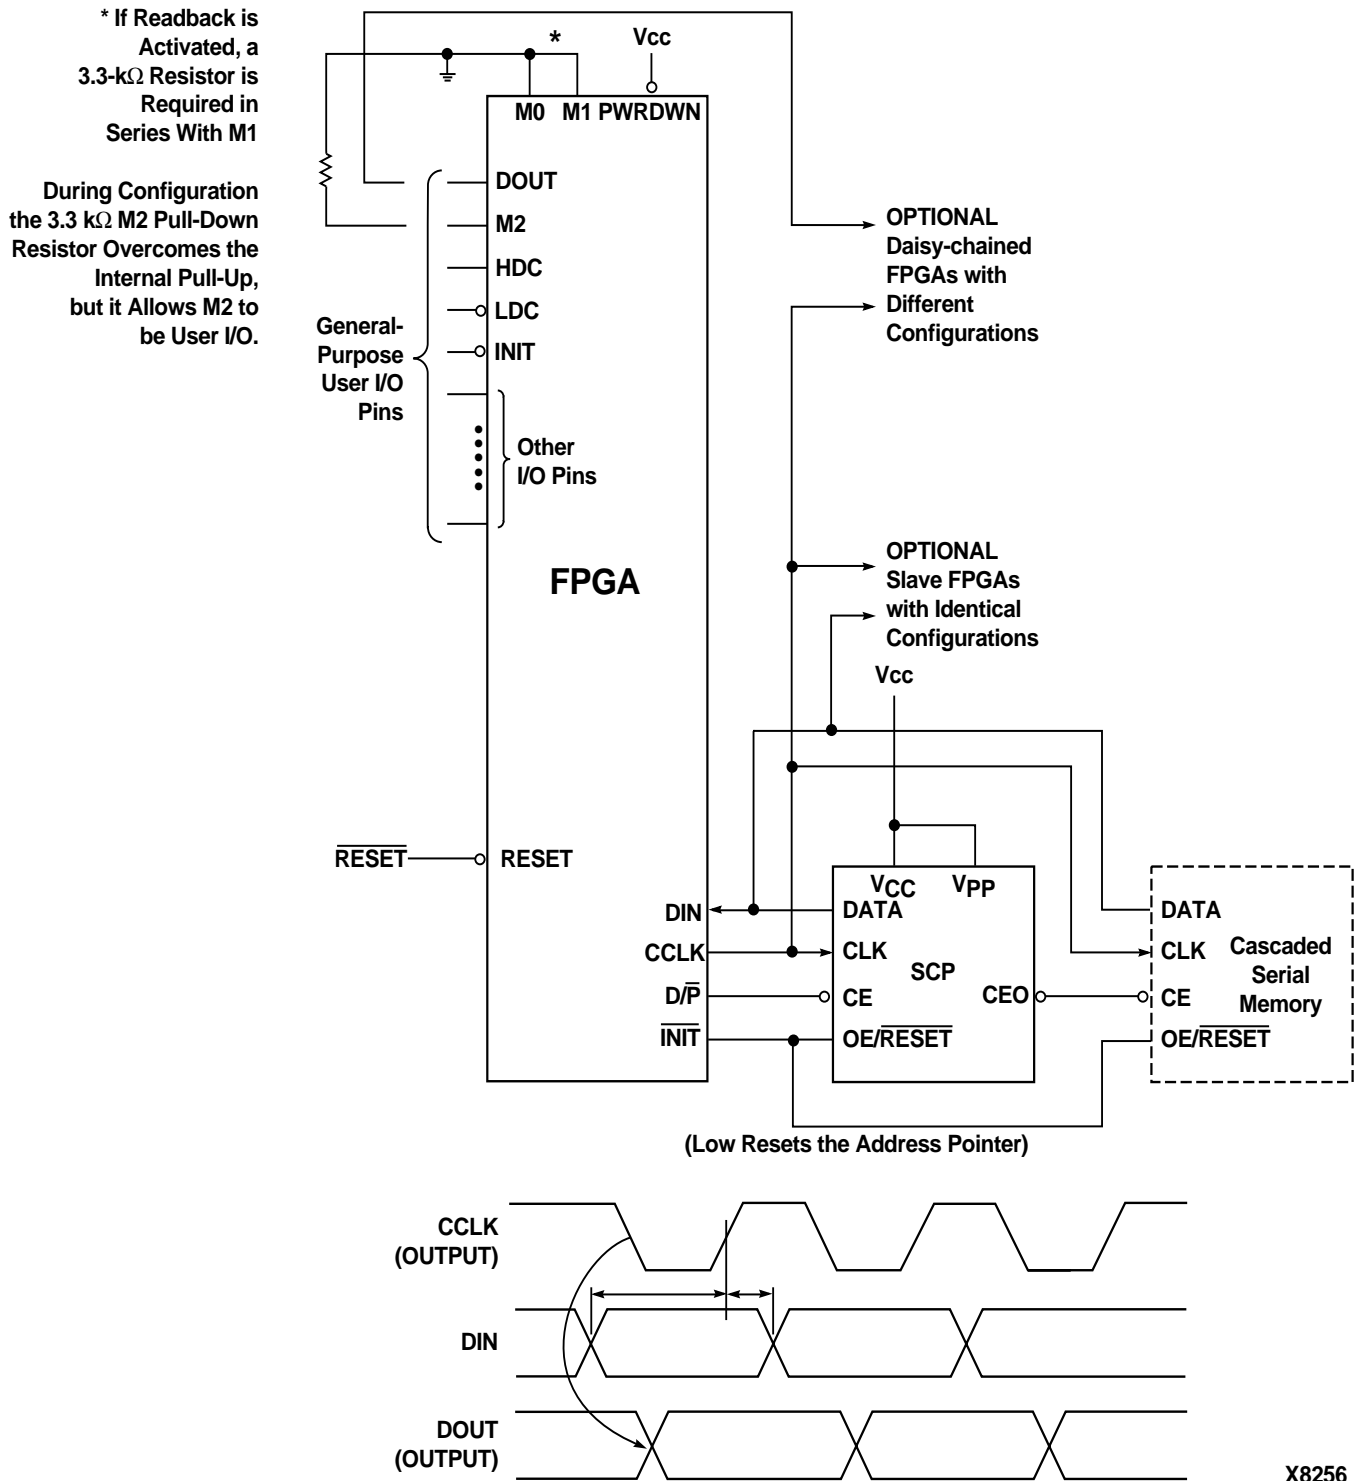 * If Readback is
Activated, a
3.3-kΩ Resistor is
Required in
Series With M1
During Configuration
the 3.3 kΩ M2 Pull-Down
Resistor Overcomes the
Internal Pull-Up,
but it Allows M2 to
be User I/O.
*
Vcc
M0
M1
PWRDWN
DOUT
M2
HDC
LDC
INIT
General-
Purpose
User I/O
Pins
Other
I/O Pins
FPGA
OPTIONAL
Daisy-chained
FPGAs with
Different
Configurations
OPTIONAL
Slave FPGAs
with Identical
Configurations
Vcc
RESET
RESET
DIN
CCLK
D/P
INIT
VCC
VPP
DATA
CLK
SCP
CE
CEO
OE/RESET
DATA
CLK
Cascaded
Serial
Memory
CE
OE/RESET
(Low Resets the Address Pointer)
CCLK
(OUTPUT)
DIN
DOUT
(OUTPUT)
X8256